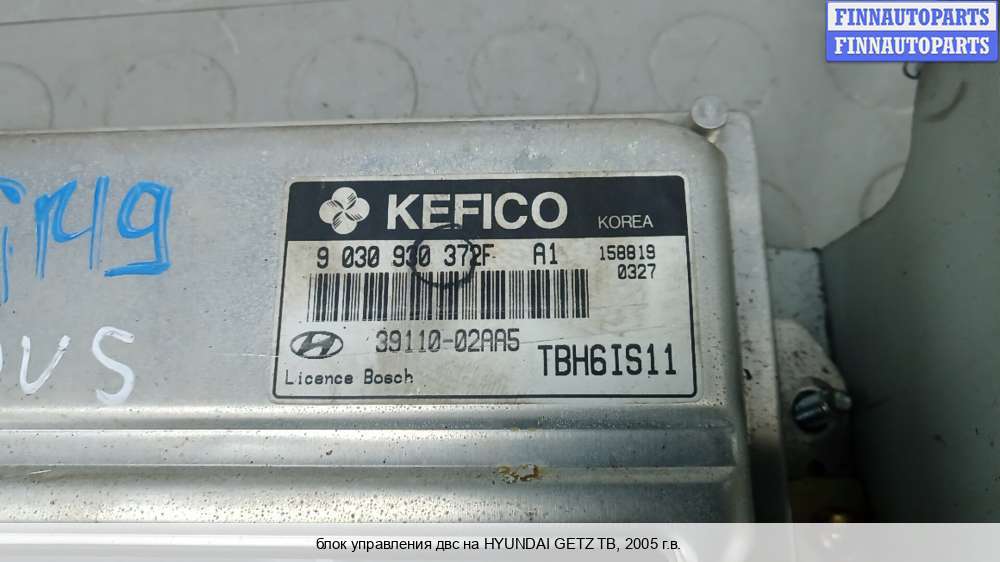 FINNAUTOPARTS
FINNAUTOPARTS
KEFICO KOREA
9 030 930 372F A1 158819
0327
39110-02AA5
TBH6IS11
Licence Bosch
блок управления двс на HYUNDAI GETZ TB, 2005 г.в.